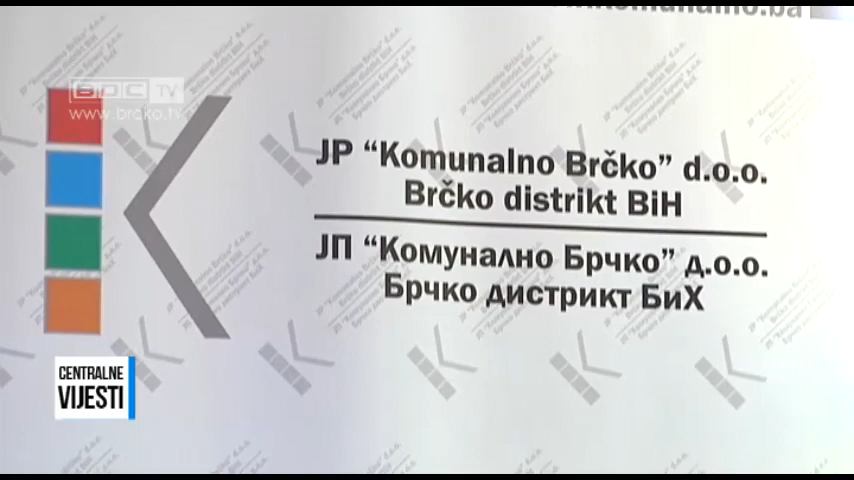 BDC TV
www.brcko.tv
JP “Komunalno Brčko” d.o.o.
Brčko distrikt BiH
ЈП “Комунално Брчко” д.о.о.
Брчко дистрикт БиХ
CENTRALNE
VIJESTI